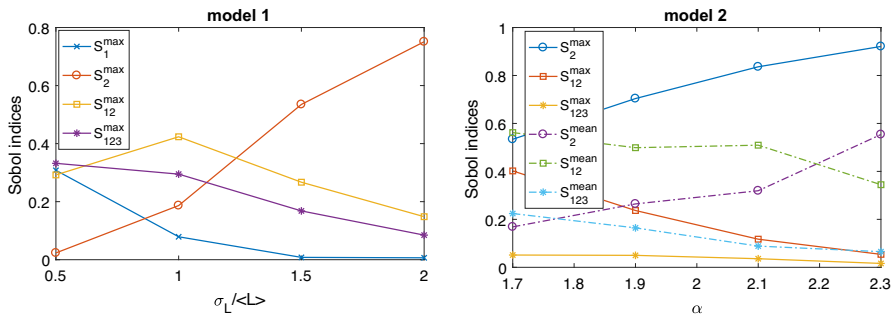 model 1
Sobol indices
0.8
0.6
0.4
0.2
0
S₁ᵐᵃˣ
S₂ᵐᵃˣ
S₁₂ᵐᵃˣ
S₁₂₃ᵐᵃˣ
0.5 1 1.5 2
σ_L/<L>
model 2
Sobol indices
1
0.8
0.6
0.4
0.2
0
S₂ᵐᵃˣ
S₁₂ᵐᵃˣ
S₁₂₃ᵐᵃˣ
S₂ᵐᵉᵃⁿ
S₁₂ᵐᵉᵃⁿ
S₁₂₃ᵐᵉᵃⁿ
1.7 1.8 1.9 2 2.1 2.2 2.3
α